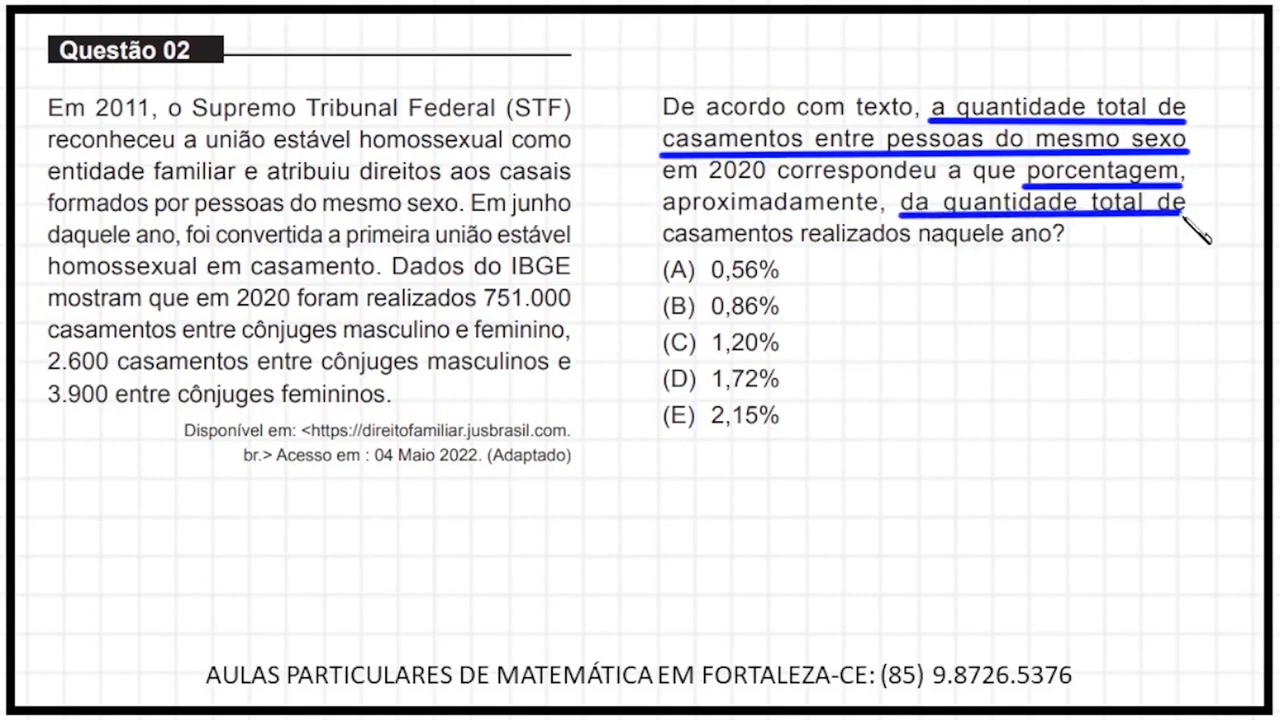 Questão 02
Em 2011, o Supremo Tribunal Federal (STF)
reconheceu a união estável homossexual como
entidade familiar e atribuiu direitos aos casais
formados por pessoas do mesmo sexo. Em junho
daquele ano, foi convertida a primeira união estável
homossexual em casamento. Dados do IBGE
mostram que em 2020 foram realizados 751.000
casamentos entre cônjuges masculino e feminino,
2.600 casamentos entre cônjuges masculinos e
3.900 entre cônjuges femininos.
Disponível em: <https://direitofamiliar.jusbrasil.com.
br.> Acesso em : 04 Maio 2022. (Adaptado)
De acordo com texto, a quantidade total de
casamentos entre pessoas do mesmo sexo
em 2020 correspondeu a que porcentagem,
aproximadamente, da quantidade total de
casamentos realizados naquele ano?
(A) 0,56%
(B) 0,86%
(C) 1,20%
(D) 1,72%
(E) 2,15%
AULAS PARTICULARES DE MATEMÁTICA EM FORTALEZA-CE: (85) 9.8726.5376